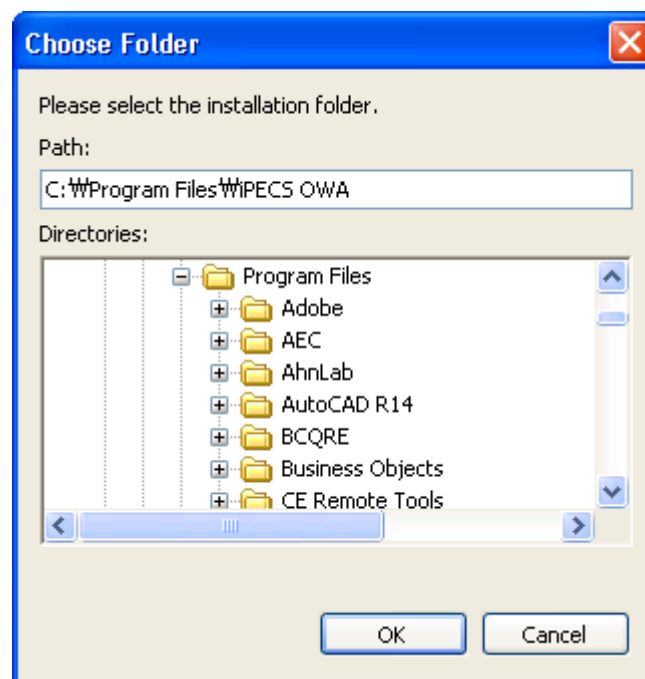 Choose Folder
Please select the installation folder.
Path:
C:₩Program Files₩iPECS OWA
Directories:
Program Files
Adobe
AEC
AhnLab
AutoCAD R14
BCQRE
Business Objects
CE Remote Tools
OK
Cancel